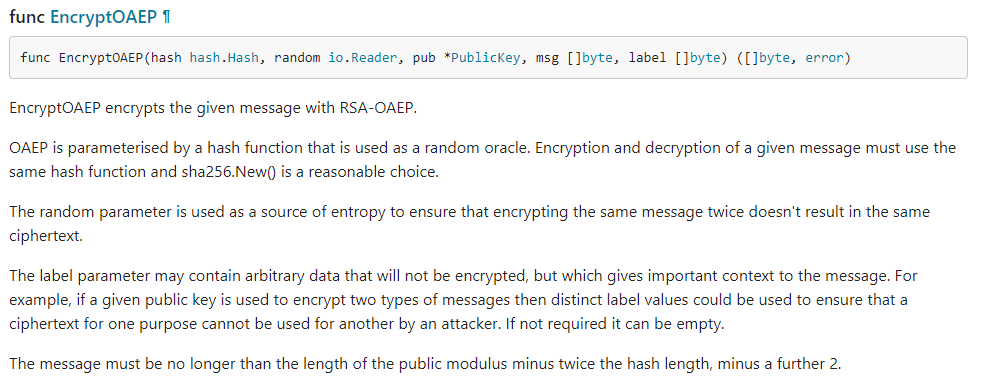 func EncryptOAEP ¶
func EncryptOAEP(hash hash.Hash, random io.Reader, pub *PublicKey, msg []byte, label []byte) ([]byte, error)
EncryptOAEP encrypts the given message with RSA-OAEP.
OAEP is parameterised by a hash function that is used as a random oracle. Encryption and decryption of a given message must use the
same hash function and sha256.New() is a reasonable choice.
The random parameter is used as a source of entropy to ensure that encrypting the same message twice doesn't result in the same
ciphertext.
The label parameter may contain arbitrary data that will not be encrypted, but which gives important context to the message. For
example, if a given public key is used to encrypt two types of messages then distinct label values could be used to ensure that a
ciphertext for one purpose cannot be used for another by an attacker. If not required it can be empty.
The message must be no longer than the length of the public modulus minus twice the hash length, minus a further 2.